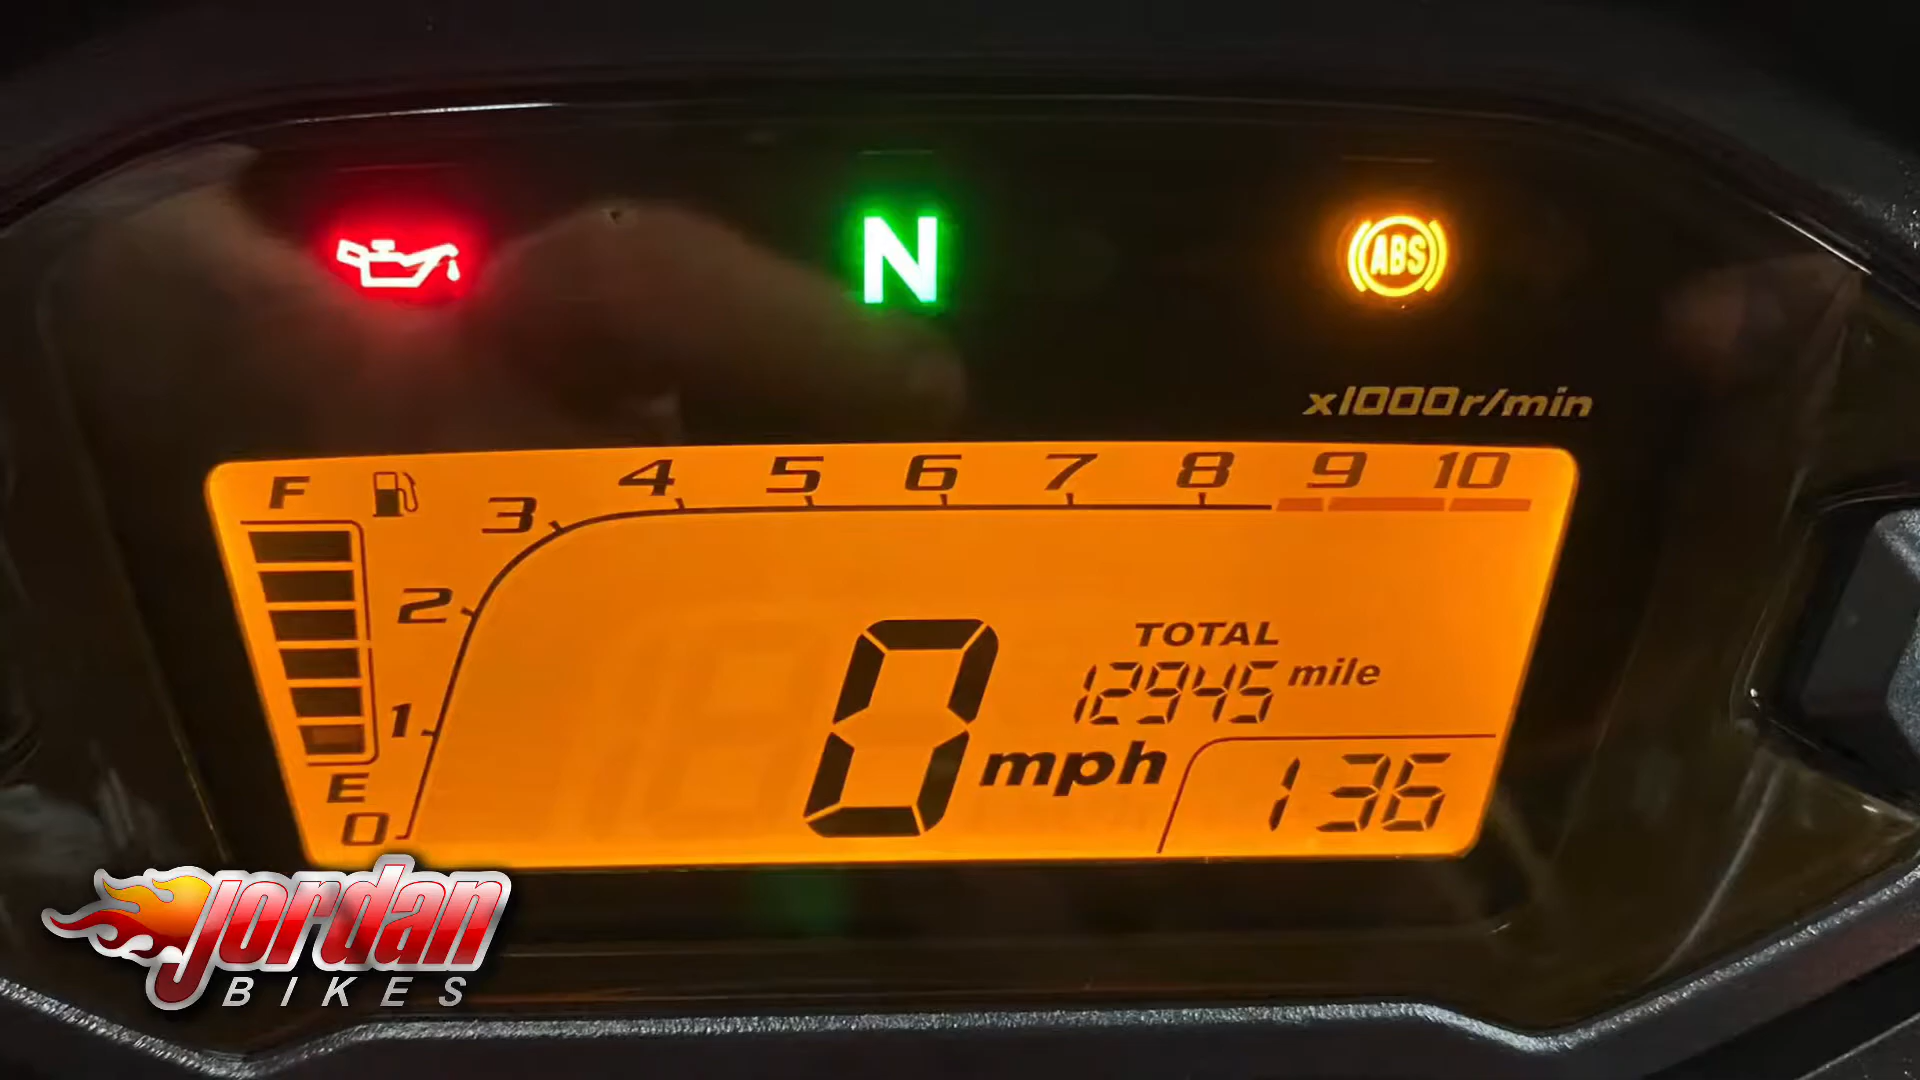 N
ABS
x1000r/min
F
3 4 5 6 7 8 9 10
2
TOTAL
12945 mile
1
0 mph
136
E
0
jordan
BIKES